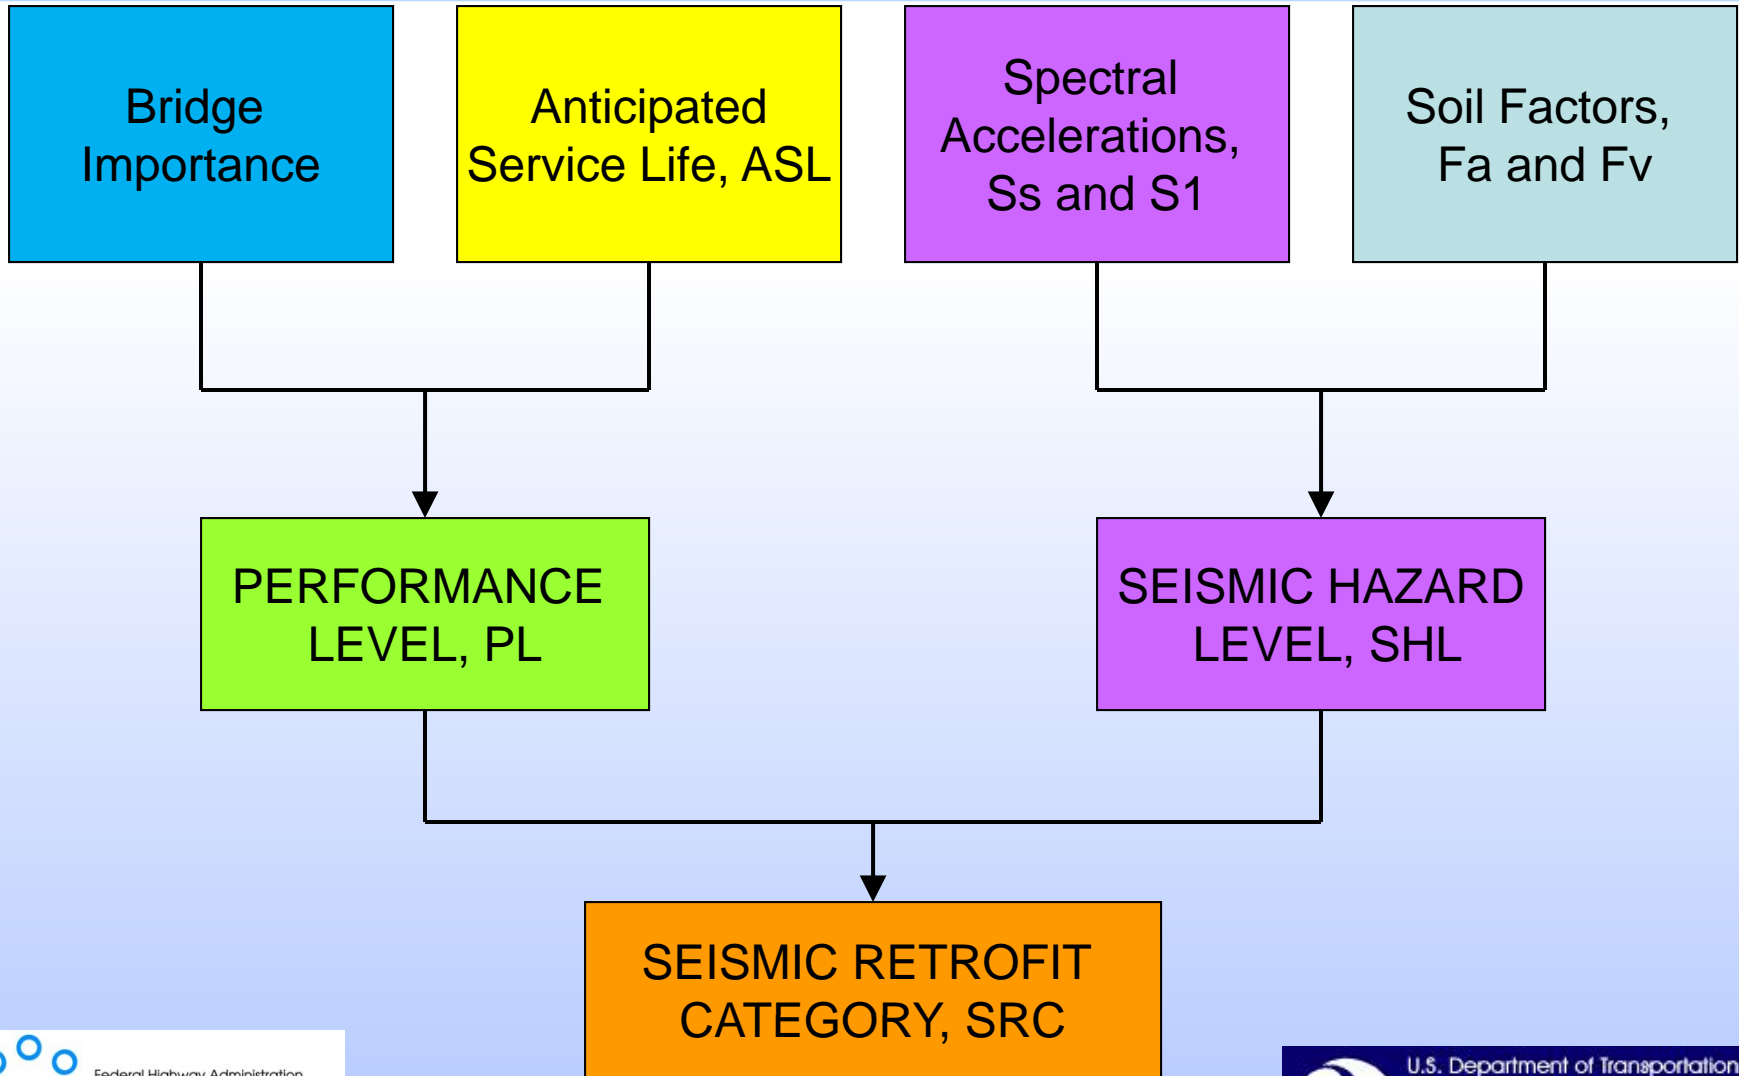 Bridge
Importance
Anticipated
Service Life, ASL
Spectral
Accelerations,
Ss and S1
Soil Factors,
Fa and Fv
PERFORMANCE
LEVEL, PL
SEISMIC HAZARD
LEVEL, SHL
SEISMIC RETROFIT
CATEGORY, SRC
Federal Highway Administration
U.S. Department of Transportation